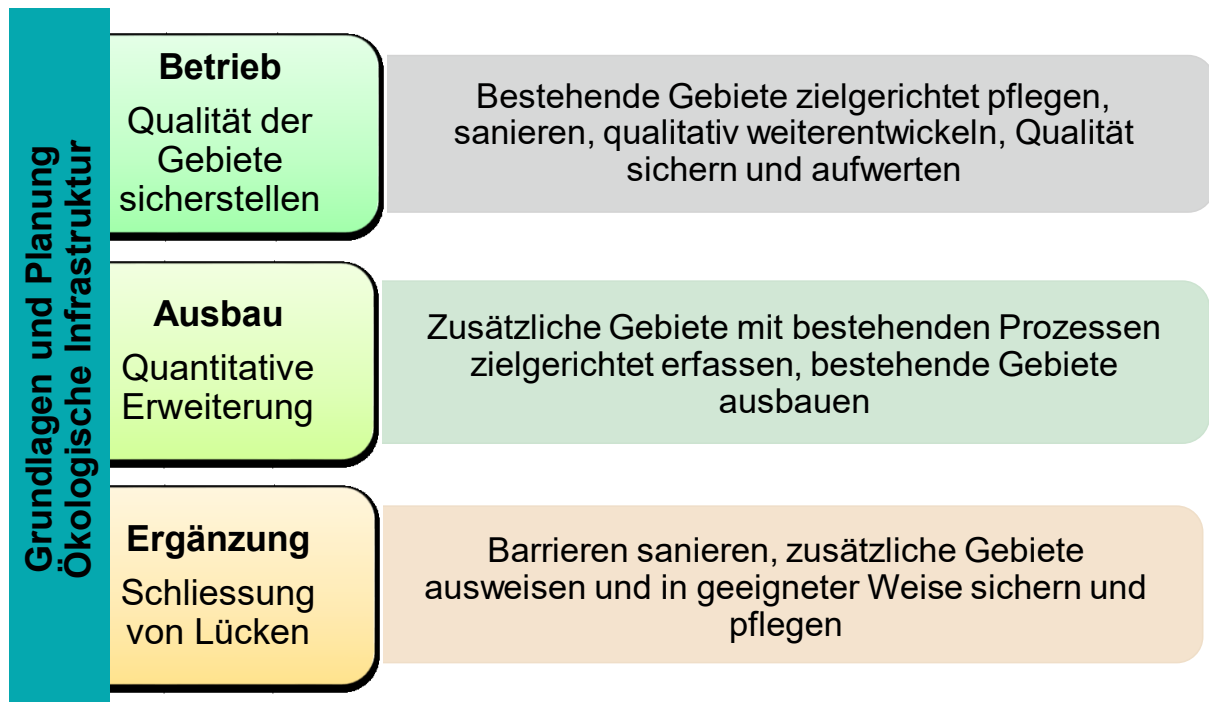 Grundlagen und Planung
Ökologische Infrastruktur
Betrieb
Qualität der
Gebiete
sicherstellen
Bestehende Gebiete zielgerichtet pflegen,
sanieren, qualitativ weiterentwickeln, Qualität
sichern und aufwerten
Ausbau
Quantitative
Erweiterung
Zusätzliche Gebiete mit bestehenden Prozessen
zielgerichtet erfassen, bestehende Gebiete
ausbauen
Ergänzung
Schliessung
von Lücken
Barrieren sanieren, zusätzliche Gebiete
ausweisen und in geeigneter Weise sichern und
pflegen